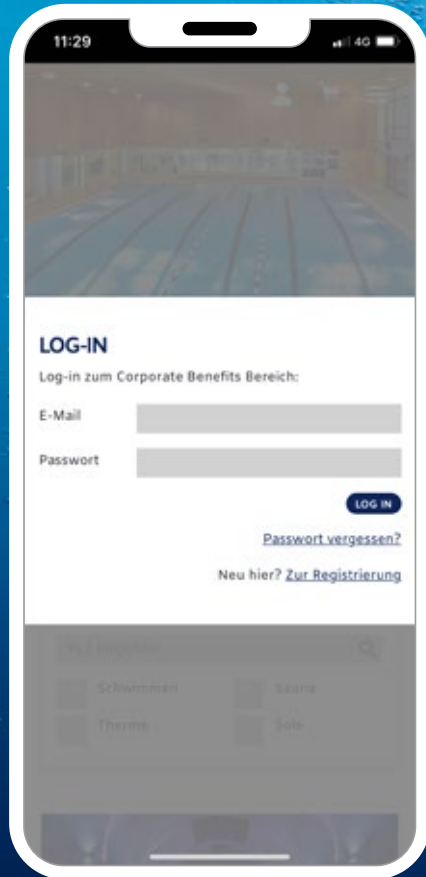 11:29
4G
LOG-IN
Log-in zum Corporate Benefits Bereich:
E-Mail
Passwort
LOG IN
Passwort vergessen?
Neu hier? Zur Registrierung
Schwimmen
Sauna
Therme
Sole